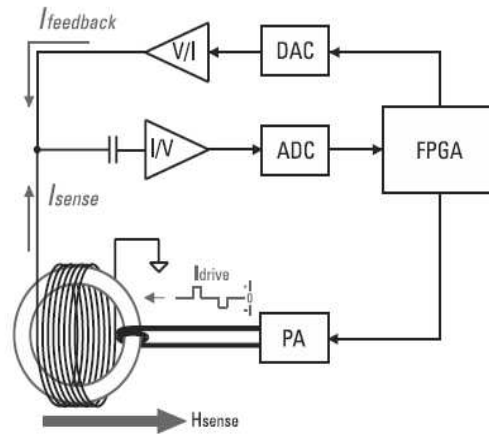 Ifeedback
V/I
DAC
I/V
ADC
FPGA
Isense
Idrive
+I
0
-I
PA
Hsense